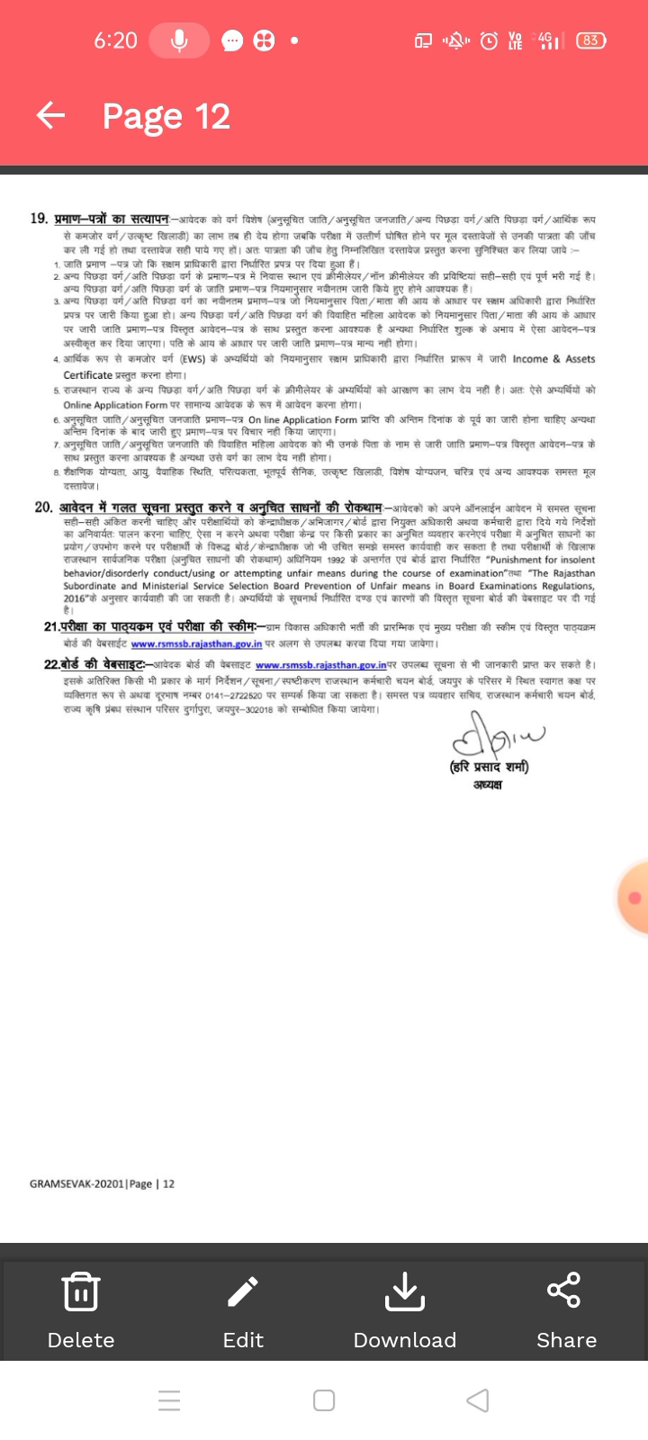 6:20
Vo LTE 4G 83
Page 12
19. प्रमाण–पत्रों का सत्यापन:–आवेदक को वर्ग विशेष (अनुसूचित जाति/अनुसूचित जनजाति/अन्य पिछडा वर्ग/अति पिछडा वर्ग/आर्थिक रूप
से कमजोर वर्ग/उत्कृष्ट खिलाडी) का लाभ तब ही देय होगा जबकि परीक्षा में उत्तीर्ण घोषित होने पर मूल दस्तावेजों से उनकी पात्रता की जाँच
कर ली गई हो तथा दस्तावेज सही पाये गए हों। अतः पात्रता की जाँच हेतु निम्नलिखित दस्तावेज प्रस्तुत करना सुनिश्चित कर लिया जावे :–
1. जाति प्रमाण –पत्र जो कि सक्षम प्राधिकारी द्वारा निर्धारित प्रपत्र पर दिया हुआ हैं।
2. अन्य पिछडा वर्ग/अति पिछडा वर्ग के प्रमाण–पत्र में निवास स्थान एवं क्रीमीलेयर/नॉन क्रीमीलेयर की प्रविष्टियां सही–सही एवं पूर्ण भरी गई है।
अन्य पिछडा वर्ग/अति पिछडा वर्ग के जाति प्रमाण–पत्र नियमानुसार नवीनतम जारी किये हुए होने आवश्यक है।
3. अन्य पिछडा वर्ग/अति पिछडा वर्ग का नवीनतम प्रमाण–पत्र जो नियमानुसार पिता/माता की आय के आधार पर सक्षम अधिकारी द्वारा निर्धारित
प्रपत्र पर जारी किया हुआ हो। अन्य पिछडा वर्ग/अति पिछडा वर्ग की विवाहित महिला आवेदक को नियमानुसार पिता/माता की आय के आधार
पर जारी जाति प्रमाण–पत्र विस्तृत आवेदन–पत्र के साथ प्रस्तुत करना आवश्यक है अन्यथा निर्धारित शुल्क के अभाव में ऐसा आवेदन–पत्र
अस्वीकृत कर दिया जाएगा। पति के आय के आधार पर जारी जाति प्रमाण–पत्र मान्य नही होगा।
4. आर्थिक रूप से कमजोर वर्ग (EWS) के अभ्यर्थियों को नियमानुसार सक्षम प्राधिकारी द्वारा निर्धारित प्रारूप में जारी Income & Assets
Certificate प्रस्तुत करना होगा।
5. राजस्थान राज्य के अन्य पिछडा वर्ग/अति पिछडा वर्ग के क्रीमीलेयर के अभ्यर्थियों को आरक्षण का लाभ देय नही है। अतः ऐसे अभ्यर्थियों को
Online Application Form पर सामान्य आवेदक के रूप में आवेदन करना होगा।
6. अनुसूचित जाति/अनुसूचित जनजाति प्रमाण–पत्र On line Application Form प्राप्ति की अन्तिम दिनांक के पूर्व का जारी होना चाहिए अन्यथा
अन्तिम दिनांक के बाद जारी हुए प्रमाण–पत्र पर विचार नही किया जाएगा।
7. अनुसूचित जाति/अनुसूचित जनजाति की विवाहित महिला आवेदक को भी उनके पिता के नाम से जारी जाति प्रमाण–पत्र विस्तृत आवेदन–पत्र के
साथ प्रस्तुत करना आवश्यक है अन्यथा उसे वर्ग का लाभ देय नही होगा।
8. शैक्षणिक योग्यता, आयु, वैवाहिक स्थिति, परित्यकता, भूतपूर्व सैनिक, उत्कृष्ट खिलाडी, विशेष योग्यजन, चरित्र एवं अन्य आवश्यक समस्त मूल
दस्तावेज।
20. आवेदन में गलत सूचना प्रस्तुत करने व अनुचित साधनों की रोकथाम:–आवेदकों को अपने ऑनलाईन आवेदन में समस्त सूचना
सही–सही अंकित करनी चाहिए और परीक्षार्थियों को केन्द्राधीक्षक/अभिजागर/बोर्ड द्वारा नियुक्त अधिकारी अथवा कर्मचारी द्वारा दिये गये निर्देशों
का अनिवार्यतः पालन करना चाहिए, ऐसा न करने अथवा परीक्षा केन्द्र पर किसी प्रकार का अनुचित व्यवहार करनेएवं परीक्षा में अनुचित साधनों का
प्रयोग/उपभोग करने पर परीक्षार्थी के विरूद्ध बोर्ड/केन्द्राधीक्षक जो भी उचित समझे समस्त कार्यवाही कर सकता है तथा परीक्षार्थी के खिलाफ
राजस्थान सार्वजनिक परीक्षा (अनुचित साधनों की रोकथाम) अधिनियम 1992 के अन्तर्गत एवं बोर्ड द्वारा निर्धारित "Punishment for insolent
behavior/disorderly conduct/using or attempting unfair means during the course of examination"तथा "The Rajasthan
Subordinate and Ministerial Service Selection Board Prevention of Unfair means in Board Examinations Regulations,
2016"के अनुसार कार्यवाही की जा सकती है। अभ्यर्थियों के सूचनार्थ निर्धारित दण्ड एवं कारणों की विस्तृत सूचना बोर्ड की वेबसाइट पर दी गई
है।
21.परीक्षा का पाठ्यक्रम एवं परीक्षा की स्कीमः–ग्राम विकास अधिकारी भर्ती की प्रारम्भिक एवं मुख्य परीक्षा की स्कीम एवं विस्तृत पाठ्यक्रम
बोर्ड की वेबसाईट www.rsmssb.rajasthan.gov.in पर अलग से उपलब्ध करवा दिया गया जावेगा।
22.बोर्ड की वेबसाइटः–आवेदक बोर्ड की वेबसाइट www.rsmssb.rajasthan.gov.inपर उपलब्ध सूचना से भी जानकारी प्राप्त कर सकते है।
इसके अतिरिक्त किसी भी प्रकार के मार्ग निर्देशन/सूचना/स्पष्टीकरण राजस्थान कर्मचारी चयन बोर्ड, जयपुर के परिसर में स्थित स्वागत कक्ष पर
व्यक्तिगत रूप से अथवा दूरभाष नम्बर 0141–2722520 पर सम्पर्क किया जा सकता है। समस्त पत्र व्यवहार सचिव, राजस्थान कर्मचारी चयन बोर्ड,
राज्य कृषि प्रंबध संस्थान परिसर दुर्गापुरा, जयपुर–302018 को सम्बोधित किया जायेगा।
(हरि प्रसाद शर्मा)
अध्यक्ष
GRAMSEVAK-20201|Page | 12
Delete Edit Download Share